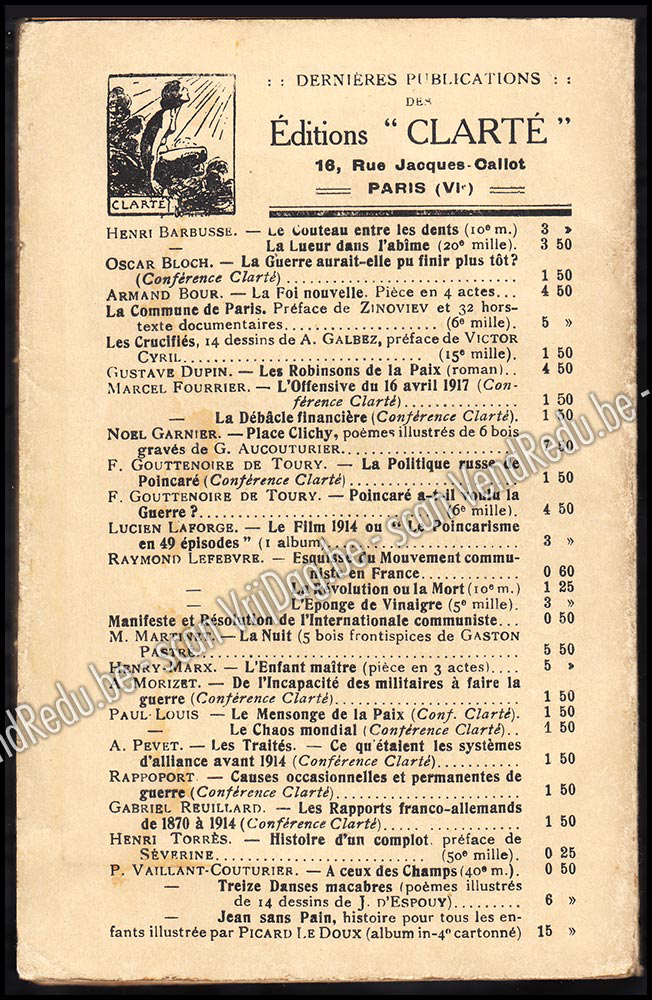 : : DERNIÈRES PUBLICATIONS : :
DES
Éditions “ CLARTÉ ”
16, Rue Jacques-Callot
PARIS (VIᵉ)
CLARTÉ
HENRI BARBUSSE. — Le Couteau entre les dents (10ᵉ m.) 3 »
— La Lueur dans l'abîme (20ᵉ mille). 3 50
OSCAR BLOCH. — La Guerre aurait-elle pu finir plus tôt?
(Conférence Clarté) 1 50
ARMAND BOUR. — La Foi nouvelle. Pièce en 4 actes... 4 50
La Commune de Paris. Préface de ZINOVIEV et 32 hors-
texte documentaires (6ᵉ mille). 5 »
Les Crucifiés, 14 dessins de A. GALBEZ, préface de VICTOR
CYRIL (15ᵉ mille). 1 50
GUSTAVE DUPIN. — Les Robinsons de la Paix (roman).. 4 50
MARCEL FOURRIER. — L'Offensive du 16 avril 1917 (Con-
férence Clarté) 1 50
— La Débâcle financière (Conférence Clarté). 1 50
NOEL GARNIER. — Place Clichy, poèmes illustrés de 6 bois
gravés de G. AUCOUTURIER 7 50
F. GOUTTENOIRE DE TOURY. — La Politique russe de
Poincaré (Conférence Clarté) 1 50
F. GOUTTENOIRE DE TOURY. — Poincaré a-t-il voulu la
Guerre ? (6ᵉ mille). 4 50
LUCIEN LAFORGE. — Le Film 1914 ou “ Le Poincarisme
en 49 épisodes ” (1 album) 3 »
RAYMOND LEFEBVRE. — Esquisse du Mouvement commu-
niste en France 0 60
— La Révolution ou la Mort (10ᵉ m.) 1 25
— L'Eponge de Vinaigre (5ᵉ mille). 3 »
Manifeste et Résolution de l'Internationale communiste... 0 50
M. MARTINET. — La Nuit (5 bois frontispices de GASTON
PASTRÉ) 5 50
HENRY-MARX. — L'Enfant maître (pièce en 3 actes).... 5 »
A. MORIZET. — De l'Incapacité des militaires à faire la
guerre (Conférence Clarté) 1 50
PAUL-LOUIS — Le Mensonge de la Paix (Conf. Clarté). 1 50
— Le Chaos mondial (Conférence Clarté).. 1 50
A. PEVET. — Les Traités. — Ce qu'étaient les systèmes
d'alliance avant 1914 (Conférence Clarté) 1 50
RAPPOPORT. — Causes occasionnelles et permanentes de
guerre (Conférence Clarté) 1 50
GABRIEL REUILLARD. — Les Rapports franco-allemands
de 1870 à 1914 (Conférence Clarté) 1 50
HENRI TORRÈS. — Histoire d'un complot. préface de
SÉVERINE (50ᵉ mille). 0 25
P. VAILLANT-COUTURIER. — A ceux des Champs (40ᵉ m.). 0 50
— Treize Danses macabres (poèmes illustrés
de 14 dessins de J. D'ESPOUY) 6 »
— Jean sans Pain, histoire pour tous les en-
fants illustrée par PICARD LE DOUX (album in-4° cartonné) 15 »
VendRedu.be - scan VrijDag.be - scan VendRedu.be -